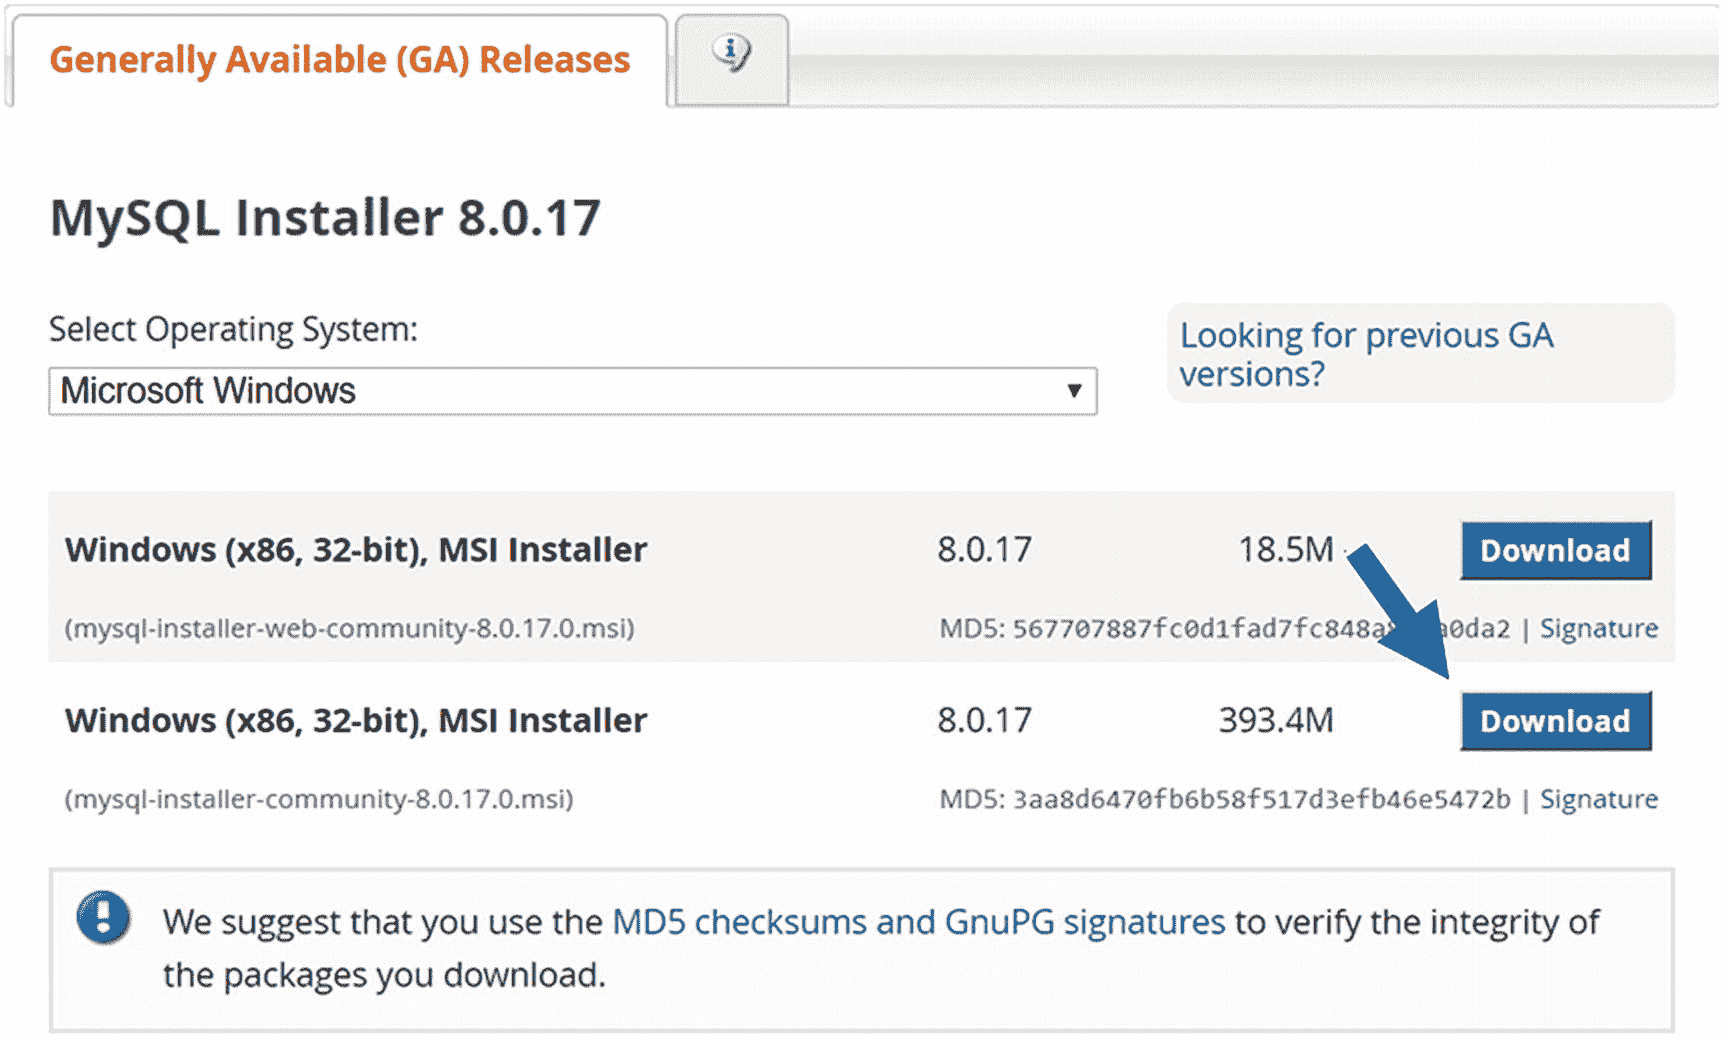 Generally Available (GA) Releases
MySQL Installer 8.0.17
Select Operating System:
Looking for previous GA
versions?
Microsoft Windows
Windows (x86, 32-bit), MSI Installer 8.0.17 18.5M Download
(mysql-installer-web-community-8.0.17.0.msi) MD5: | Signature
Windows (x86, 32-bit), MSI Installer 8.0.17 393.4M Download
(mysql-installer-community-8.0.17.0.msi) MD5: 3aa8d6470fb6b58f517d3efb46e5472b | Signature
We suggest that you use the MD5 checksums and GnuPG signatures to verify the integrity of
the packages you download.